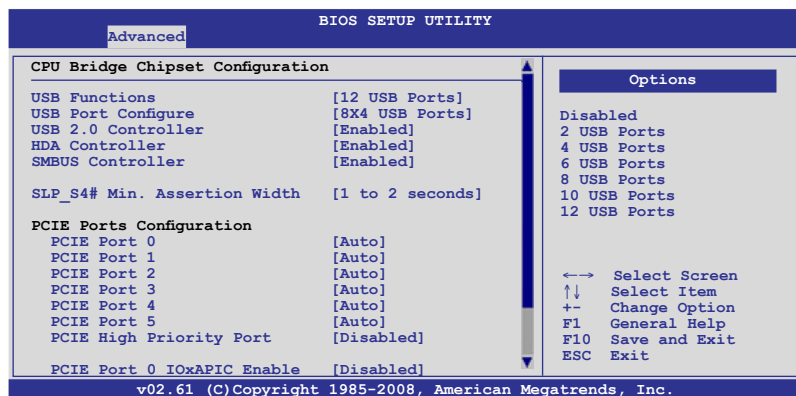 BIOS SETUP UTILITY
Advanced
CPU Bridge Chipset Configuration
USB Functions [12 USB Ports]
USB Port Configure [8X4 USB Ports]
USB 2.0 Controller [Enabled]
HDA Controller [Enabled]
SMBUS Controller [Enabled]
SLP_S4# Min. Assertion Width [1 to 2 seconds]
PCIE Ports Configuration
PCIE Port 0 [Auto]
PCIE Port 1 [Auto]
PCIE Port 2 [Auto]
PCIE Port 3 [Auto]
PCIE Port 4 [Auto]
PCIE Port 5 [Auto]
PCIE High Priority Port [Disabled]
PCIE Port 0 IOxAPIC Enable [Disabled]
Options
Disabled
2 USB Ports
4 USB Ports
6 USB Ports
8 USB Ports
10 USB Ports
12 USB Ports
←→ Select Screen
↑↓ Select Item
+- Change Option
F1 General Help
F10 Save and Exit
ESC Exit
v02.61 (C)Copyright 1985-2008, American Megatrends, Inc.